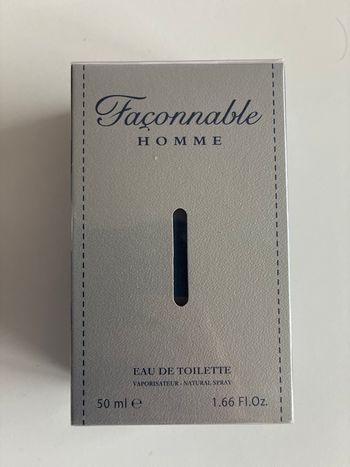 Façonnable
HOMME
EAU DE TOILETTE
VAPORISATEUR - NATURAL SPRAY
50 ml ℮ 1.66 Fl.Oz.